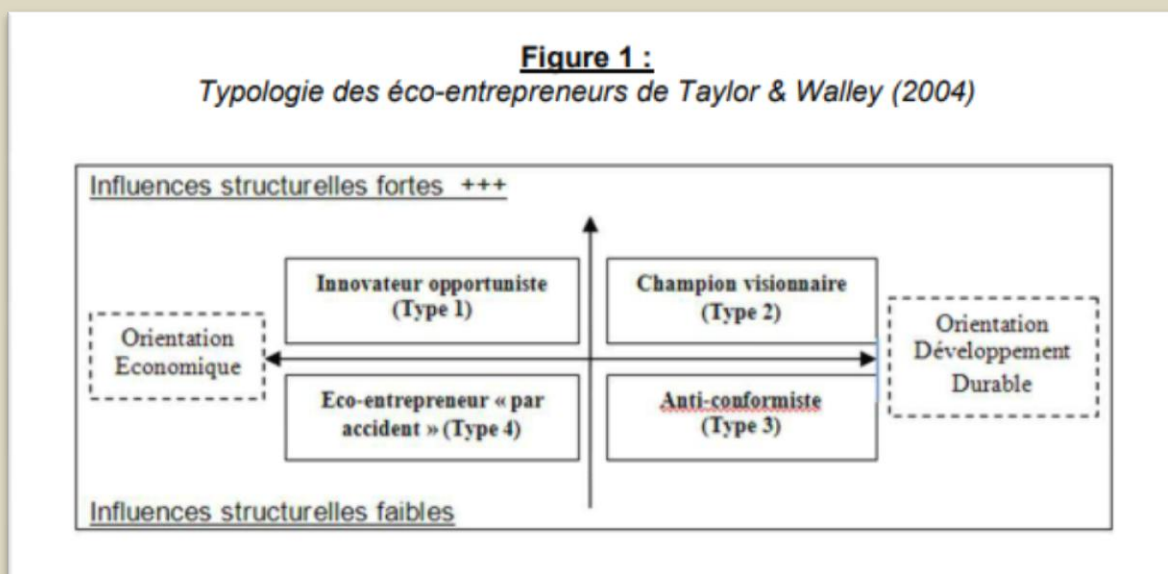 Figure 1 :
Typologie des éco-entrepreneurs de Taylor & Walley (2004)
Influences structurelles fortes +++
Innovateur opportuniste
(Type 1)
Champion visionnaire
(Type 2)
Orientation
Economique
Orientation
Développement
Durable
Eco-entrepreneur « par
accident » (Type 4)
Anti-conformiste
(Type 3)
Influences structurelles faibles